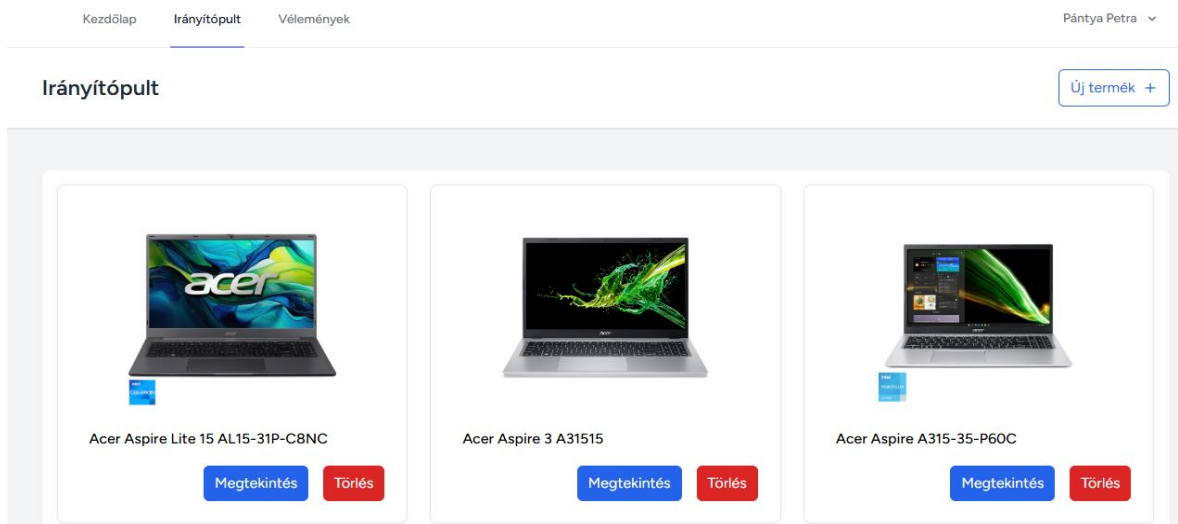 Kezdőlap Irányítópult Vélemények Pántya Petra
Irányítópult
Új termék +
acer
Acer Aspire Lite 15 AL15-31P-C8NC
Megtekintés Törlés
Acer Aspire 3 A31515
Megtekintés Törlés
Acer Aspire A315-35-P60C
Megtekintés Törlés